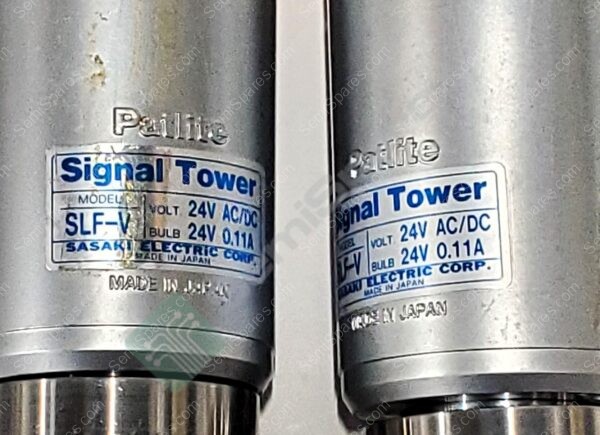 Patlite
Signal Tower
MODEL
SLF-V
VOLT 24V AC/DC
BULB 24V 0.11A
SASAKI ELECTRIC CORP.
MADE IN JAPAN
MADE IN JAPAN
Patlite
Signal Tower
MODEL
SLF-V
VOLT 24V AC/DC
BULB 24V 0.11A
SASAKI ELECTRIC CORP.
MADE IN JAPAN
MADE IN JAPAN